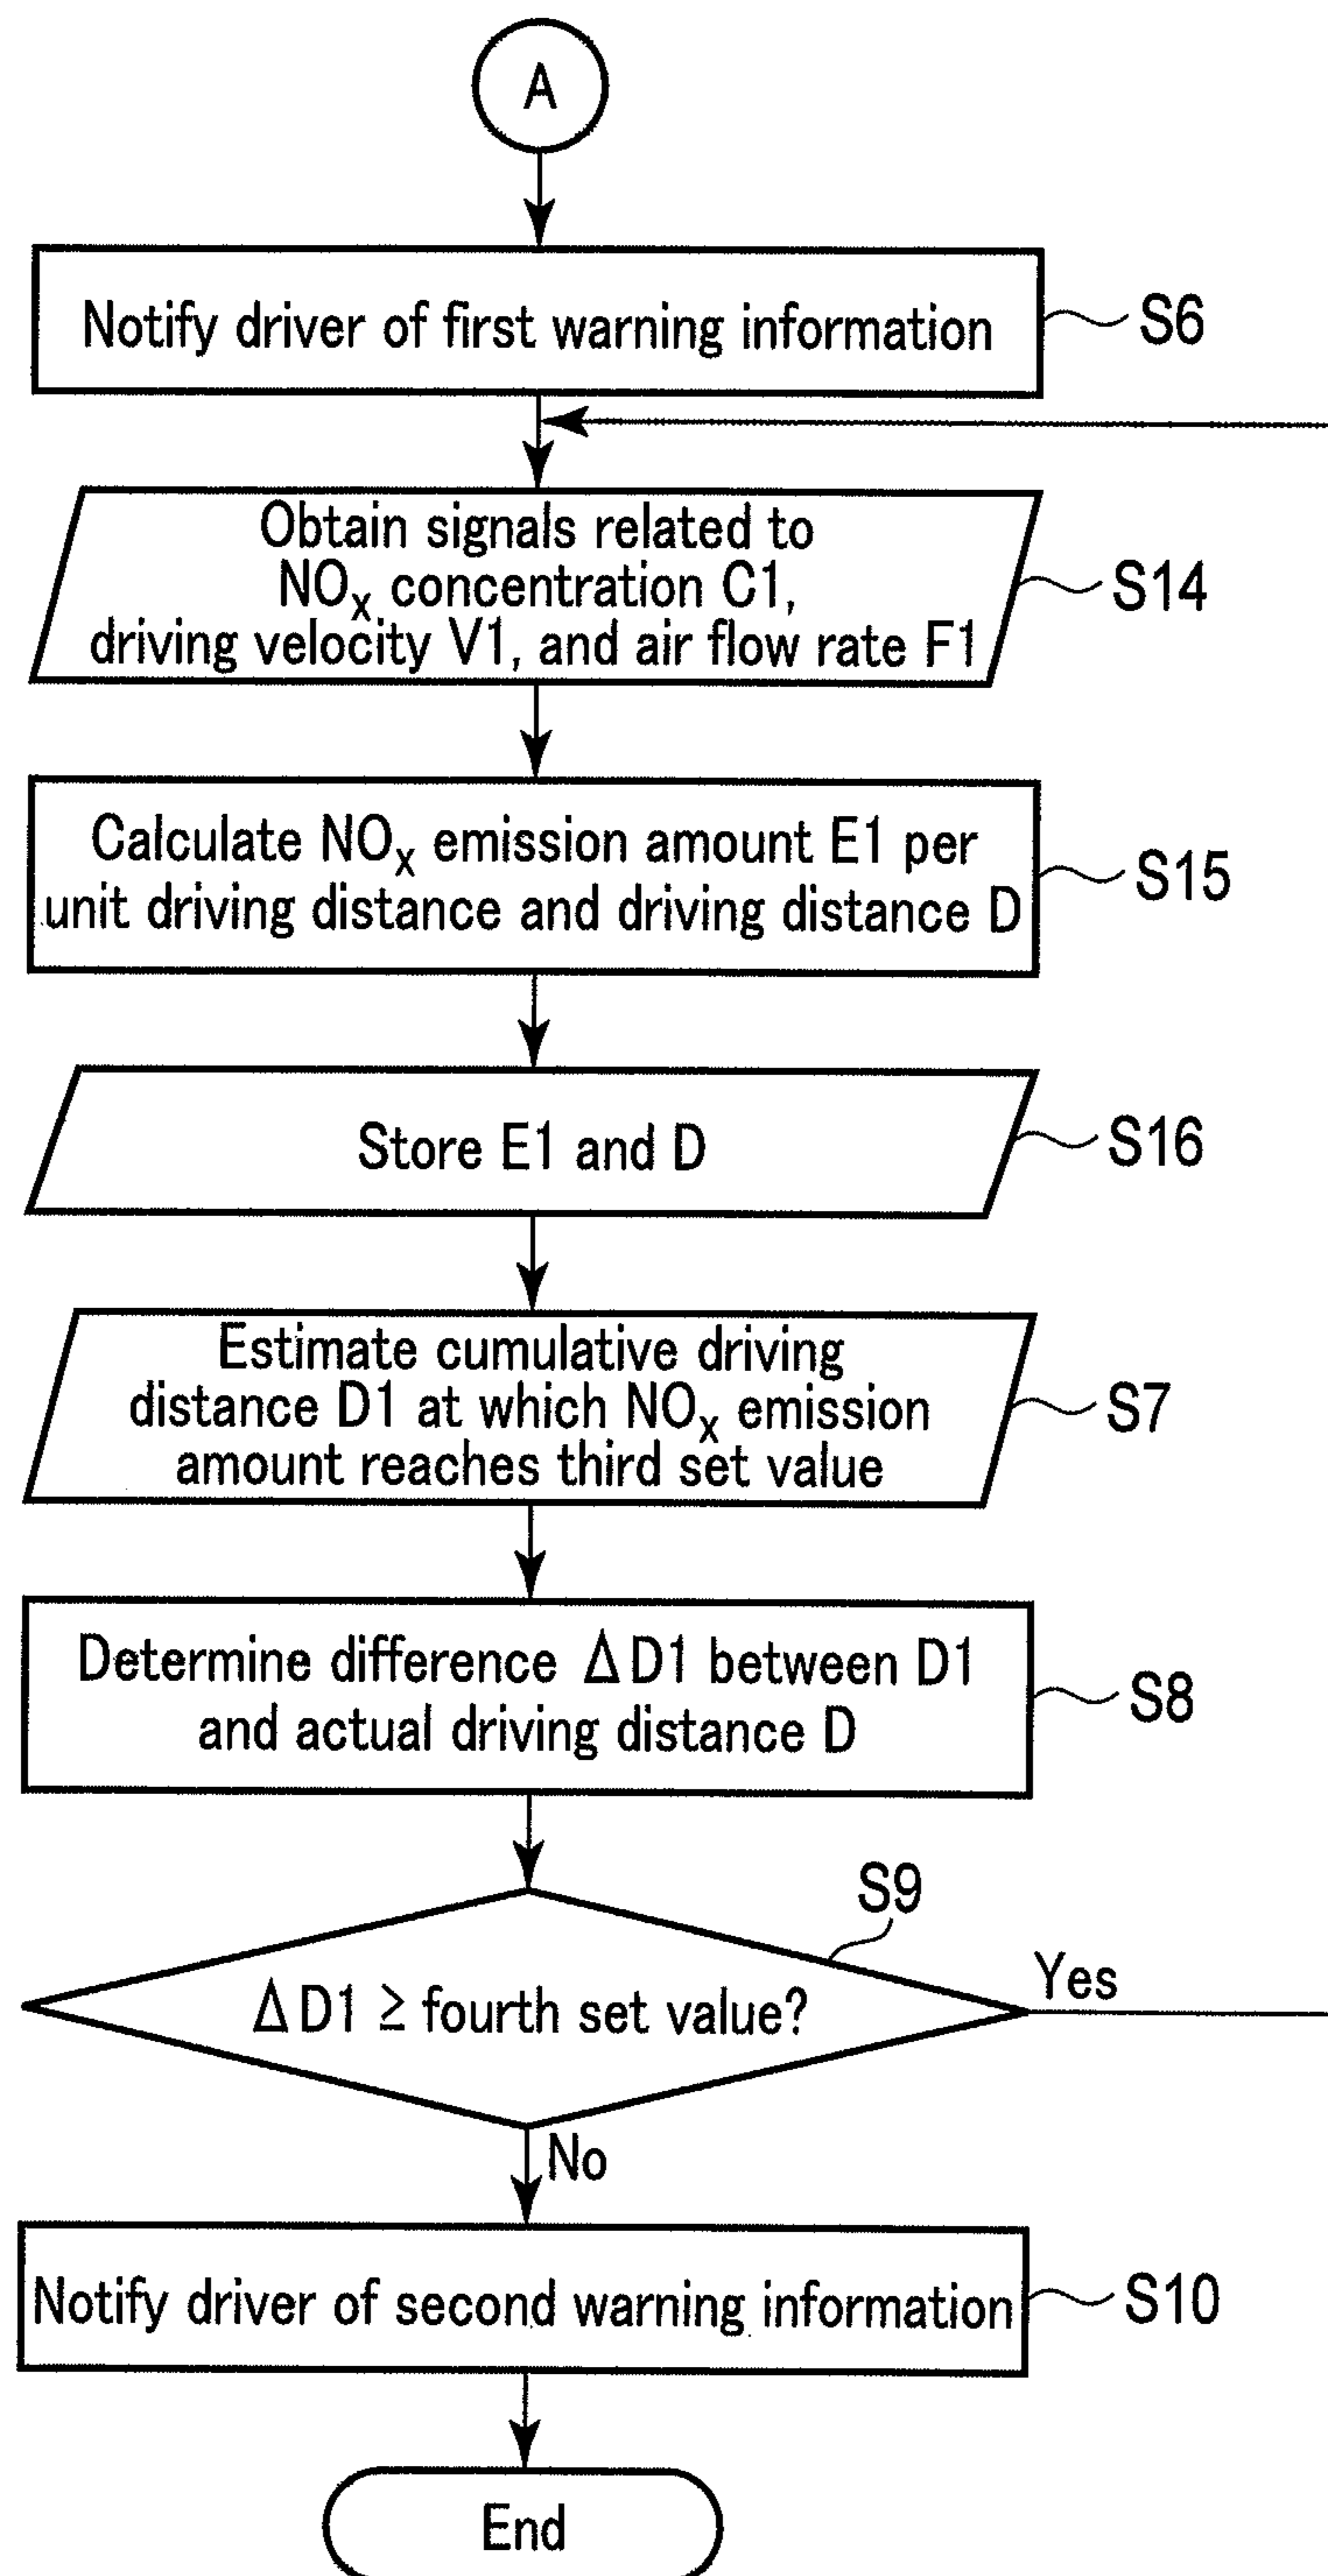 A
Notify driver of first warning information
S6
Obtain signals related to
NOx concentration C1,
driving velocity V1, and air flow rate F1
S14
Calculate NOx emission amount E1 per
unit driving distance and driving distance D
S15
Store E1 and D
S16
Estimate cumulative driving
distance D1 at which NOx emission
amount reaches third set value
S7
Determine difference ΔD1 between D1
and actual driving distance D
S8
S9
ΔD1 ≥ fourth set value?
Yes
No
Notify driver of second warning information
S10
End